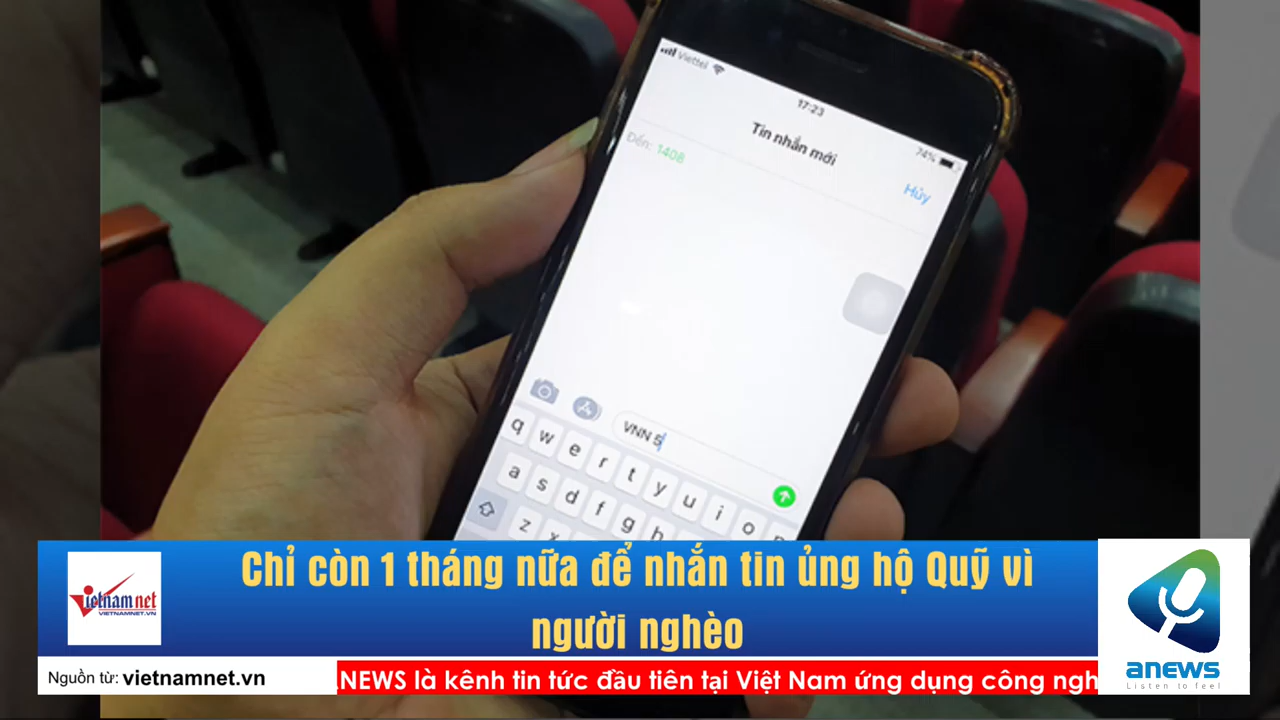 Viettel
17:23
74%
Tin nhắn mới
Đến: 1408
Hủy
VNN 5
q w e r t y u i o p
a s d f g h
z x
Chỉ còn 1 tháng nữa để nhắn tin ủng hộ Quỹ vì
người nghèo
Vietnamnet
VIETNAMNET.VN
Nguồn từ: vietnamnet.vn
.NEWS là kênh tin tức đầu tiên tại Việt Nam ứng dụng công ngh
anews
Listen to feel